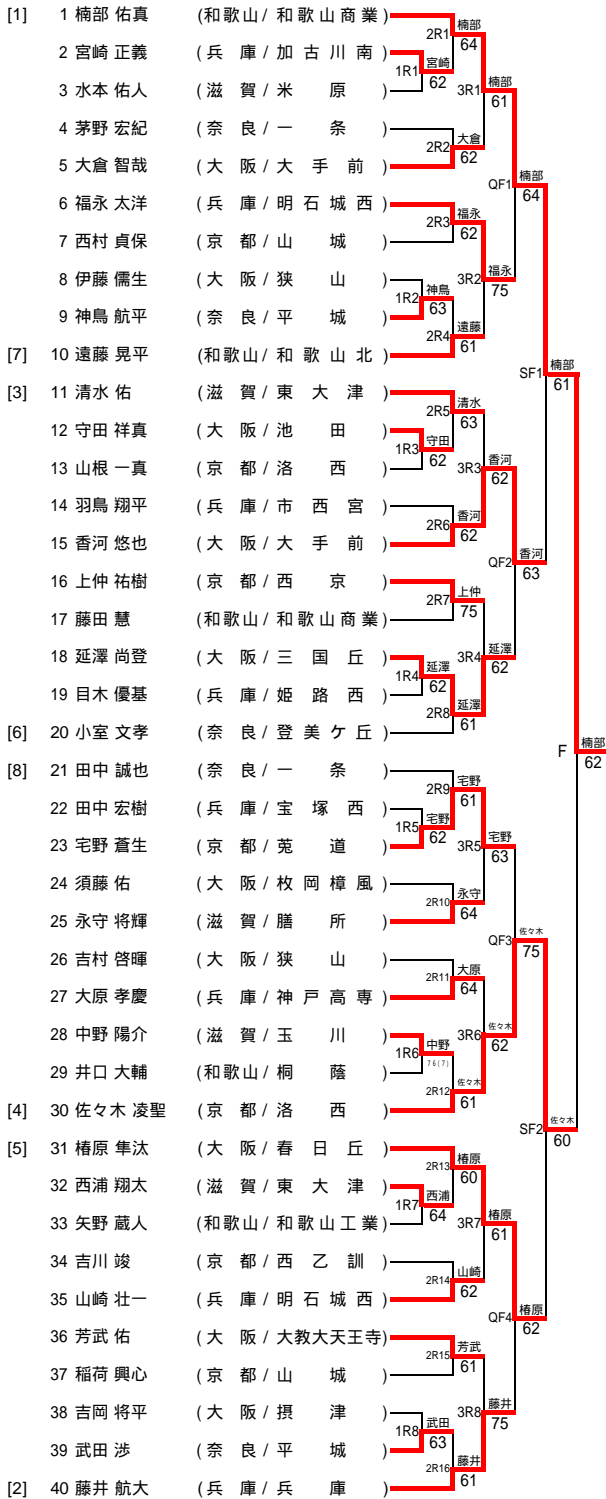 [1] 1 楠部 佑真 (和歌山/和歌山商業)
2 宮崎 正義 (兵 庫/加古川南)
3 水本 佑人 (滋 賀/米 原)
4 茅野 宏紀 (奈 良/一 条)
5 大倉 智哉 (大 阪/大手前)
6 福永 太洋 (兵 庫/明石城西)
7 西村 貞保 (京 都/山 城)
8 伊藤 儒生 (大 阪/狭 山)
9 神鳥 航平 (奈 良/平 城)
[7] 10 遠藤 晃平 (和歌山/和歌山北)
[3] 11 清水 佑 (滋 賀/東大津)
12 守田 祥真 (大 阪/池 田)
13 山根 一真 (京 都/洛 西)
14 羽鳥 翔平 (兵 庫/市西宮)
15 香河 悠也 (大 阪/大手前)
16 上仲 祐樹 (京 都/西 京)
17 藤田 慧 (和歌山/和歌山商業)
18 延澤 尚登 (大 阪/三国丘)
19 目木 優基 (兵 庫/姫路西)
[6] 20 小室 文孝 (奈 良/登美ケ丘)
[8] 21 田中 誠也 (奈 良/一 条)
22 田中 宏樹 (兵 庫/宝塚西)
23 宅野 蒼生 (京 都/莵 道)
24 須藤 佑 (大 阪/枚岡樟風)
25 永守 将輝 (滋 賀/膳 所)
26 吉村 啓暉 (大 阪/狭 山)
27 大原 孝慶 (兵 庫/神戸高専)
28 中野 陽介 (滋 賀/玉 川)
29 井口 大輔 (和歌山/桐 蔭)
[4] 30 佐々木 凌聖 (京 都/洛 西)
[5] 31 椿原 隼汰 (大 阪/春日丘)
32 西浦 翔太 (滋 賀/東大津)
33 矢野 蔵人 (和歌山/和歌山工業)
34 吉川 竣 (京 都/西乙訓)
35 山崎 壮一 (兵 庫/明石城西)
36 芳武 佑 (大 阪/大教大天王寺)
37 稲荷 興心 (京 都/山 城)
38 吉岡 将平 (大 阪/摂 津)
39 武田 渉 (奈 良/平 城)
[2] 40 藤井 航大 (兵 庫/兵 庫)
1R1 宮崎 62
1R2 神鳥 63
1R3 守田 62
1R4 延澤 62
1R5 宅野 62
1R6 中野 76(7)
1R7 西浦 64
1R8 武田 63
2R1 楠部 64
2R2 大倉 62
2R3 福永 62
2R4 遠藤 61
2R5 清水 63
2R6 香河 62
2R7 上仲 75
2R8 延澤 61
2R9 宅野 61
2R10 永守 64
2R11 大原 64
2R12 佐々木 61
2R13 椿原 60
2R14 山崎 62
2R15 芳武 61
2R16 藤井 61
3R1 楠部 61
3R2 福永 75
3R3 香河 62
3R4 延澤 62
3R5 宅野 63
3R6 佐々木 62
3R7 椿原 61
3R8 藤井 75
QF1 楠部 64
QF2 香河 63
QF3 佐々木 75
QF4 椿原 62
SF1 楠部 61
SF2 佐々木 60
F 楠部 62